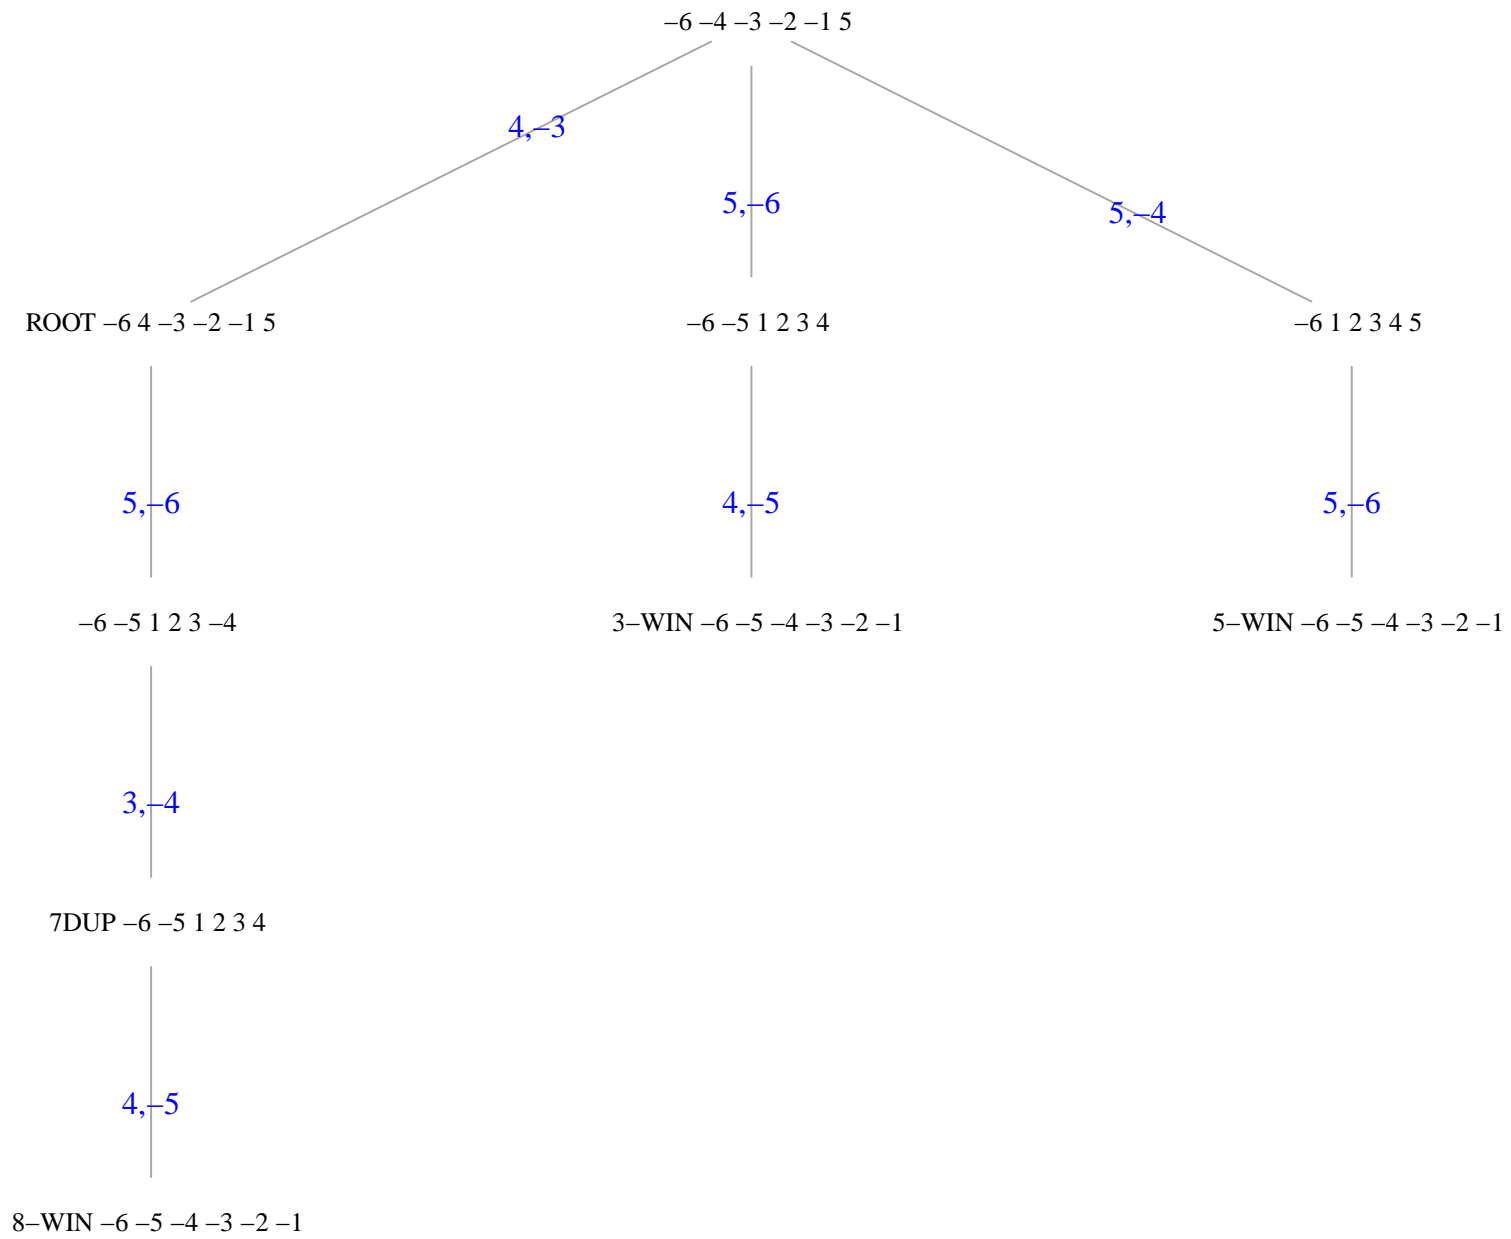 –6 –4 –3 –2 –1 5
4,–3
5,–6
5,–4
ROOT –6 4 –3 –2 –1 5
–6 –5 1 2 3 4
–6 1 2 3 4 5
5,–6
4,–5
5,–6
–6 –5 1 2 3 –4
3–WIN –6 –5 –4 –3 –2 –1
5–WIN –6 –5 –4 –3 –2 –1
3,–4
7DUP –6 –5 1 2 3 4
4,–5
8–WIN –6 –5 –4 –3 –2 –1